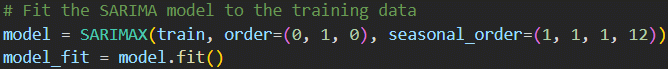 # Fit the SARIMA model to the training data
model = SARIMAX(train, order=(0, 1, 0), seasonal_order=(1, 1, 1, 12))
model_fit = model.fit()